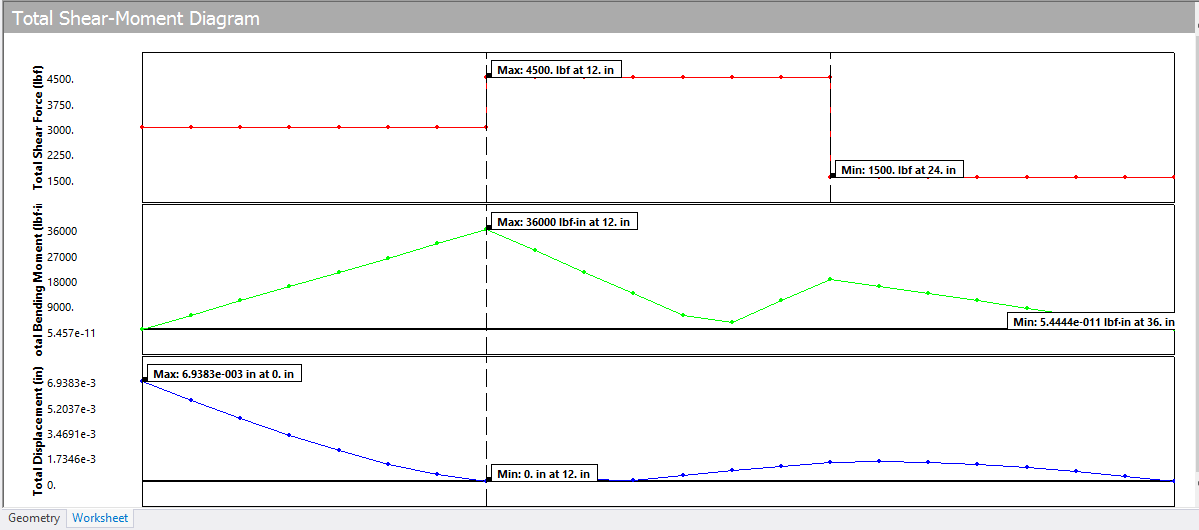 Total Shear-Moment Diagram
Total Shear Force (lbf)
4500.
3750.
3000.
2250.
1500.
Max: 4500. lbf at 12. in
Min: 1500. lbf at 24. in
otal Bending Moment (lbf·i
36000
27000
18000
9000.
5.457e-11
Max: 36000 lbf·in at 12. in
Min: 5.4444e-011 lbf·in at 36. in
Total Displacement (in)
6.9383e-3
5.2037e-3
3.4691e-3
1.7346e-3
0.
Max: 6.9383e-003 in at 0. in
Min: 0. in at 12. in
Geometry Worksheet